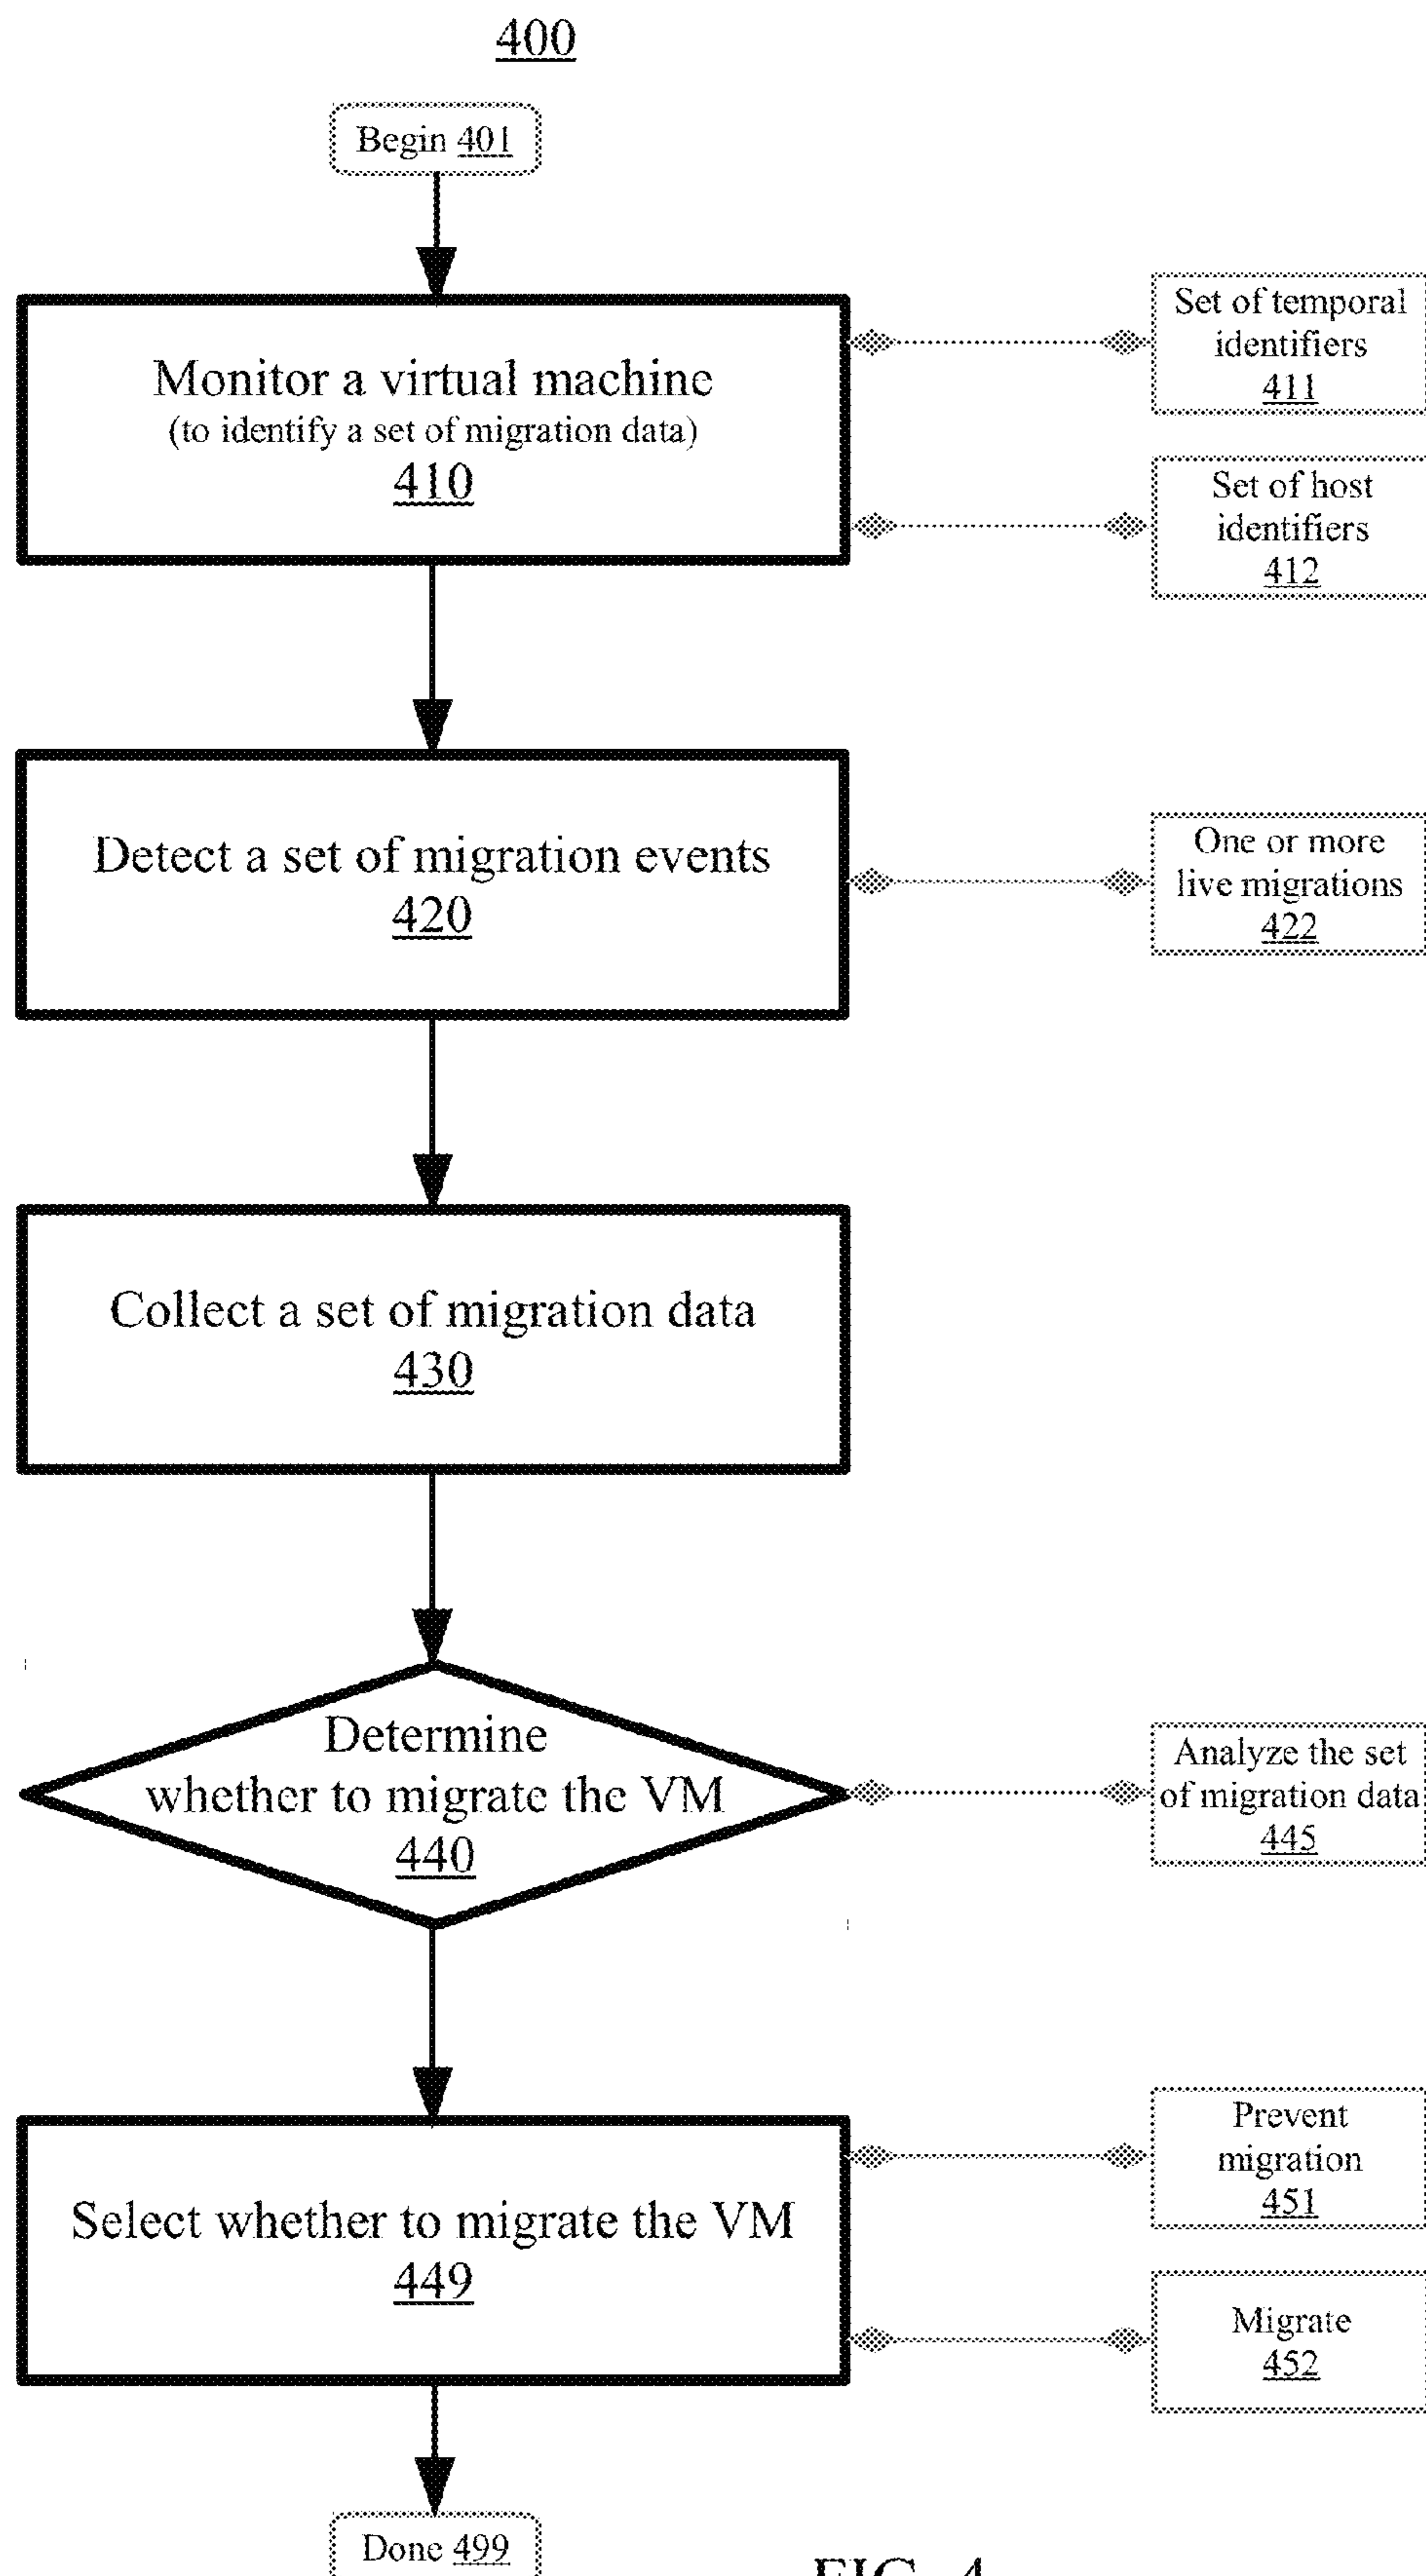 400
Begin 401
Monitor a virtual machine
(to identify a set of migration data)
410
Set of temporal
identifiers
411
Set of host
identifiers
412
Detect a set of migration events
420
One or more
live migrations
422
Collect a set of migration data
430
Determine
whether to migrate the VM
440
Analyze the set
of migration data
445
Select whether to migrate the VM
449
Prevent
migration
451
Migrate
452
Done 499
FIG. 4